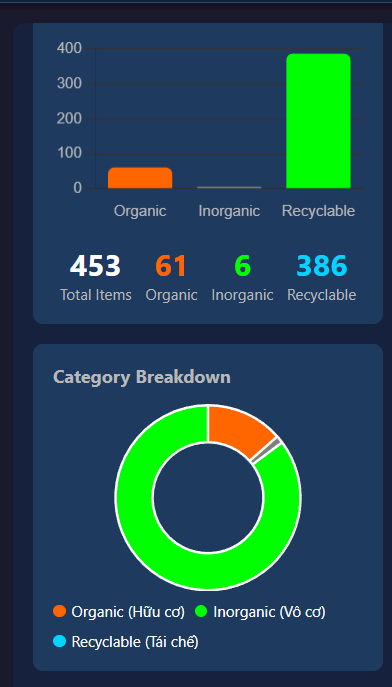 400
300
200
100
0
Organic Inorganic Recyclable
453 61 6 386
Total Items Organic Inorganic Recyclable
Category Breakdown
Organic (Hữu cơ) Inorganic (Vô cơ)
Recyclable (Tái chế)